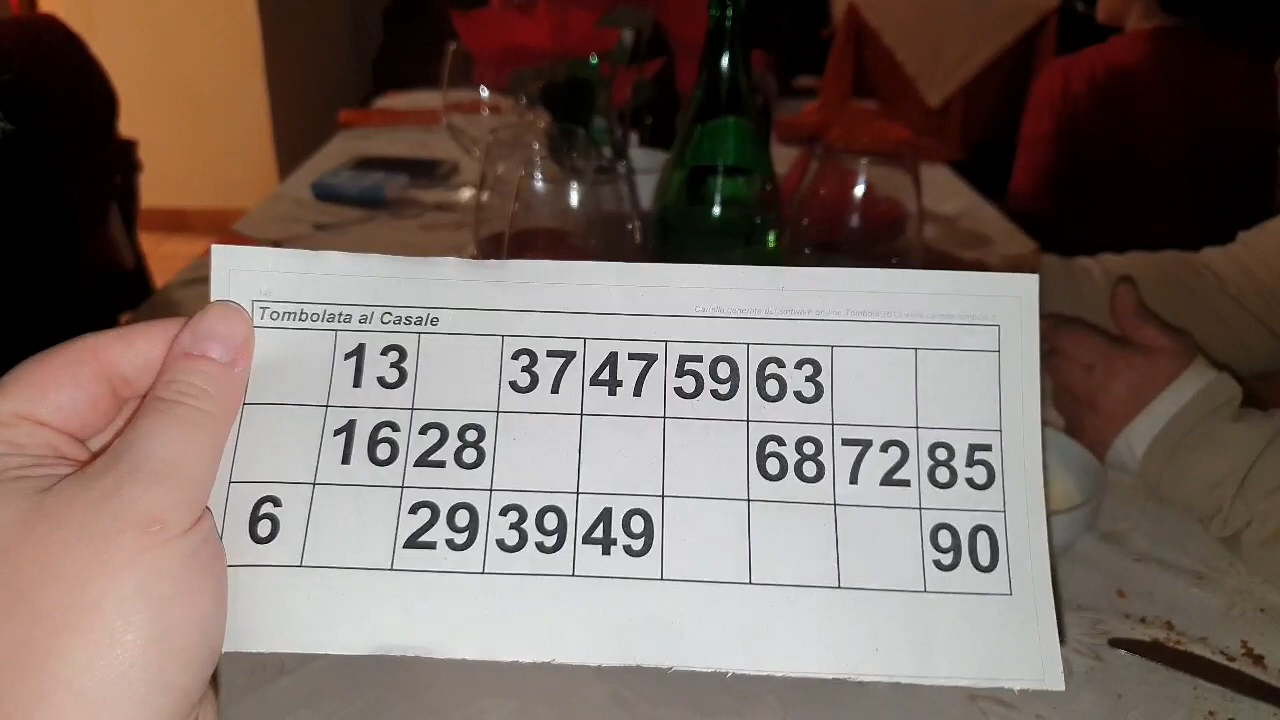 Tombolata al Casale
13 37 47 59 63
16 28 68 72 85
6 29 39 49 90